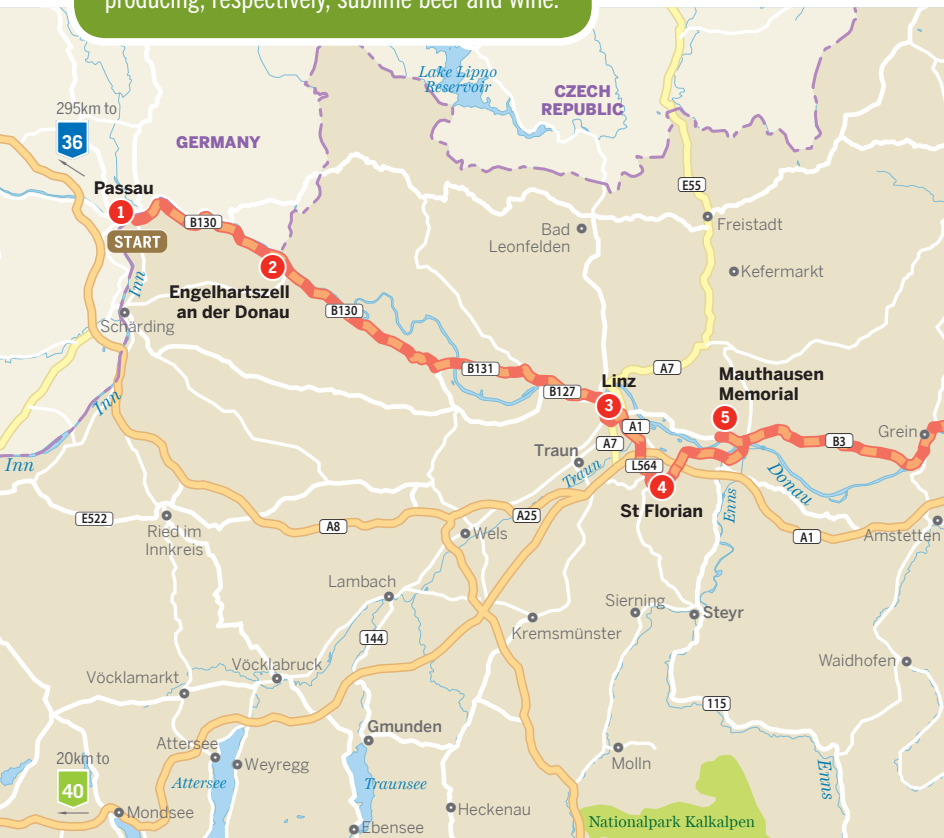 producing, respectively, sublime beer and wine.
Lake Lipno
Reservoir
CZECH
REPUBLIC
295km to
36
GERMANY
Passau
1
START
B130
E55
Bad
Leonfelden
Freistadt
2
Engelhartszell
an der Donau
Kefermarkt
Inn
B130
Schärding
B131
A7
B127
Linz
3
Mauthausen
Memorial
5
Inn
A1
A7
B3
Grein
Inn
Traun
Traun
L564
4
St Florian
Donau
Enns
E522
Ried im
Innkreis
A8
A25
Wels
A1
Amstetten
Lambach
Sierning
Steyr
Kremsmünster
144
Vöcklabruck
Vöcklamarkt
Waidhofen
115
Gmunden
Attersee
Weyregg
Attersee
Traunsee
Molln
Enns
20km to
40
Mondsee
Heckenau
Ebensee
Nationalpark Kalkalpen